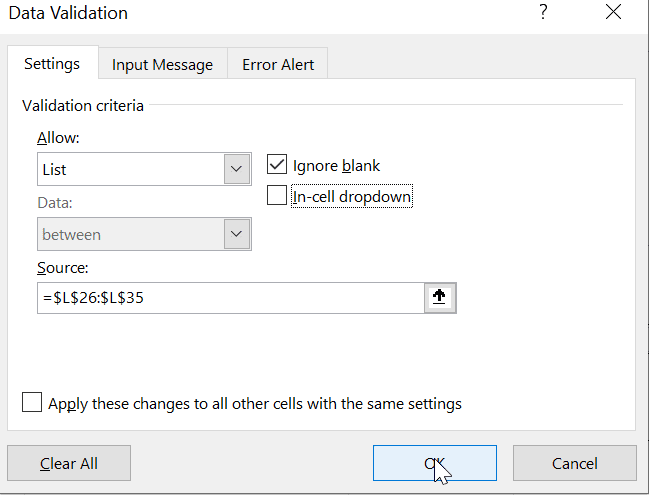 Data Validation ?
Settings Input Message Error Alert
Validation criteria
Allow:
List
Ignore blank
In-cell dropdown
Data:
between
Source:
=$L$26:$L$35
Apply these changes to all other cells with the same settings
Clear All OK Cancel